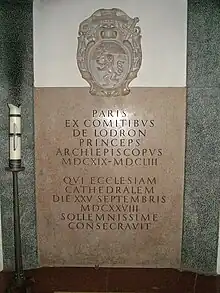 PARIS
EX COMITIBVS
DE LODRON
PRINCEPS
ARCHIEPISCOPVS
MDCXIX-MDCLIII
QVI ECCLESIAM
CATHEDRALEM
DIE XXV SEPTEMBRIS
MDCXXVIII
SOLLEMNISSIME
CONSECRAVIT